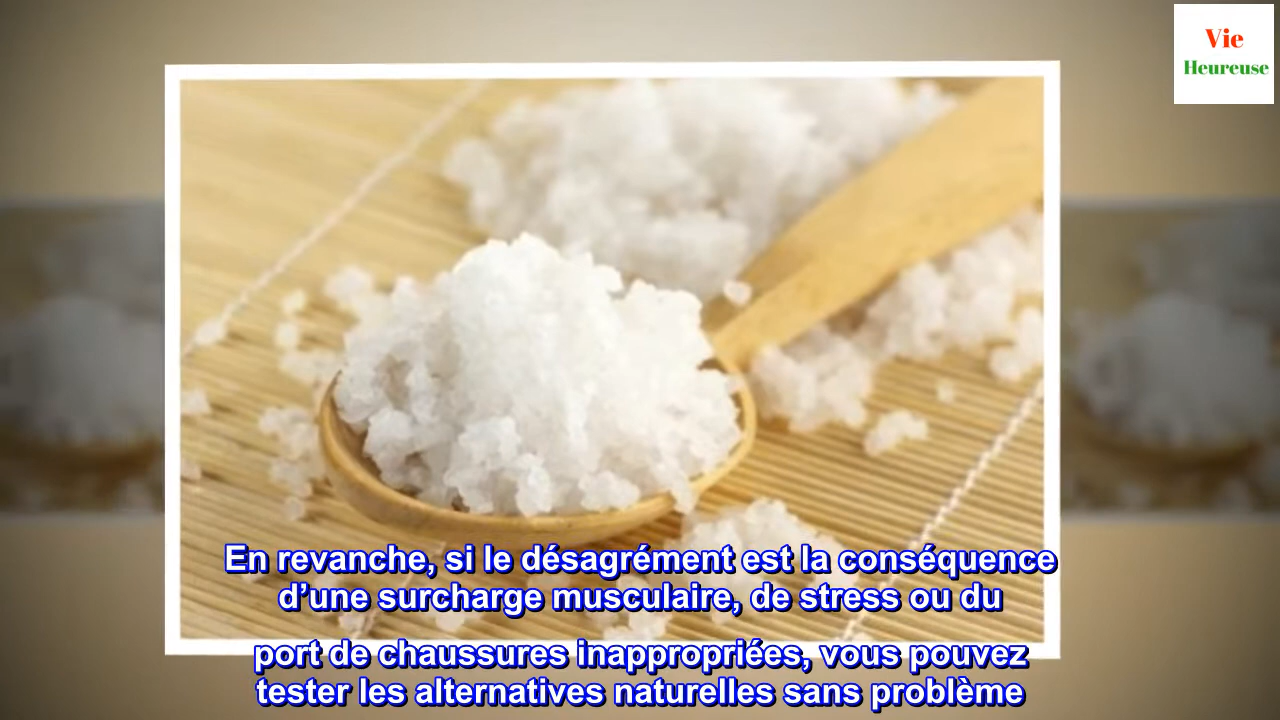 Vie
Heureuse
En revanche, si le désagrément est la conséquence
d’une surcharge musculaire, de stress ou du
port de chaussures inappropriées, vous pouvez
tester les alternatives naturelles sans problème